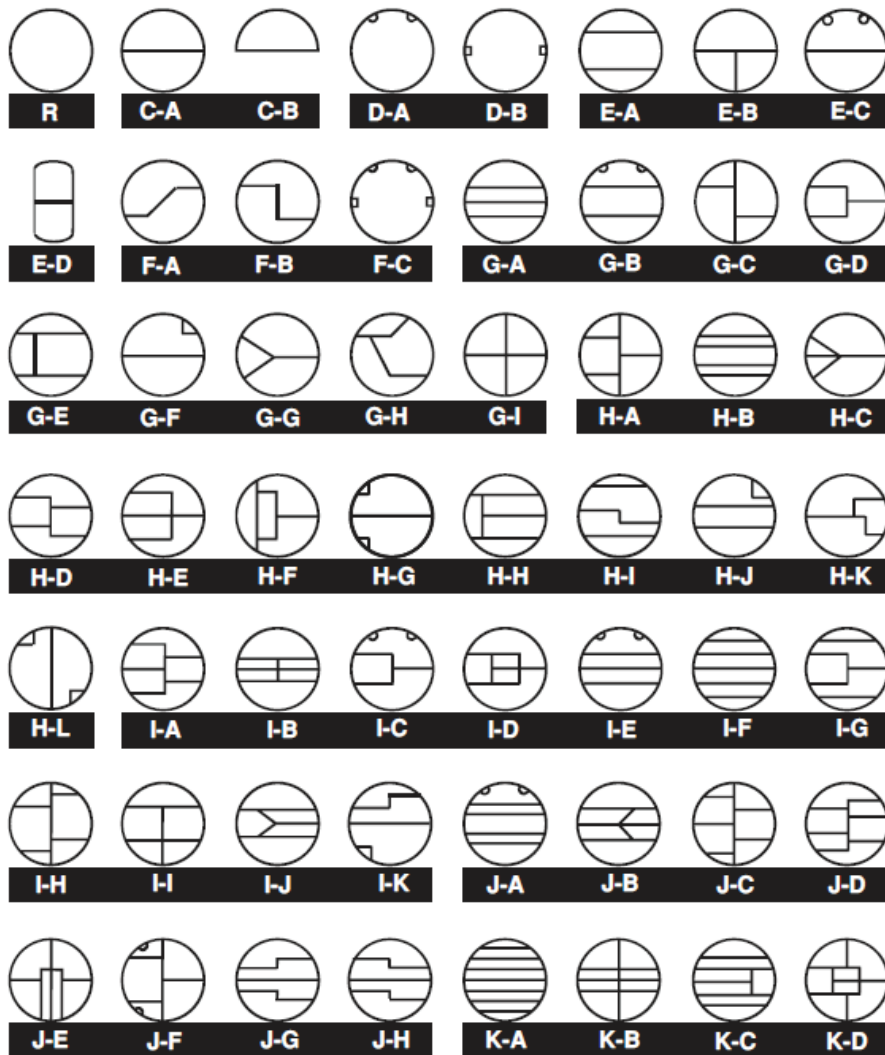 R C-A C-B D-A D-B E-A E-B E-C
E-D F-A F-B F-C G-A G-B G-C G-D
G-E G-F G-G G-H G-I H-A H-B H-C
H-D H-E H-F H-G H-H H-I H-J H-K
H-L I-A I-B I-C I-D I-E I-F I-G
I-H I-I I-J I-K J-A J-B J-C J-D
J-E J-F J-G J-H K-A K-B K-C K-D